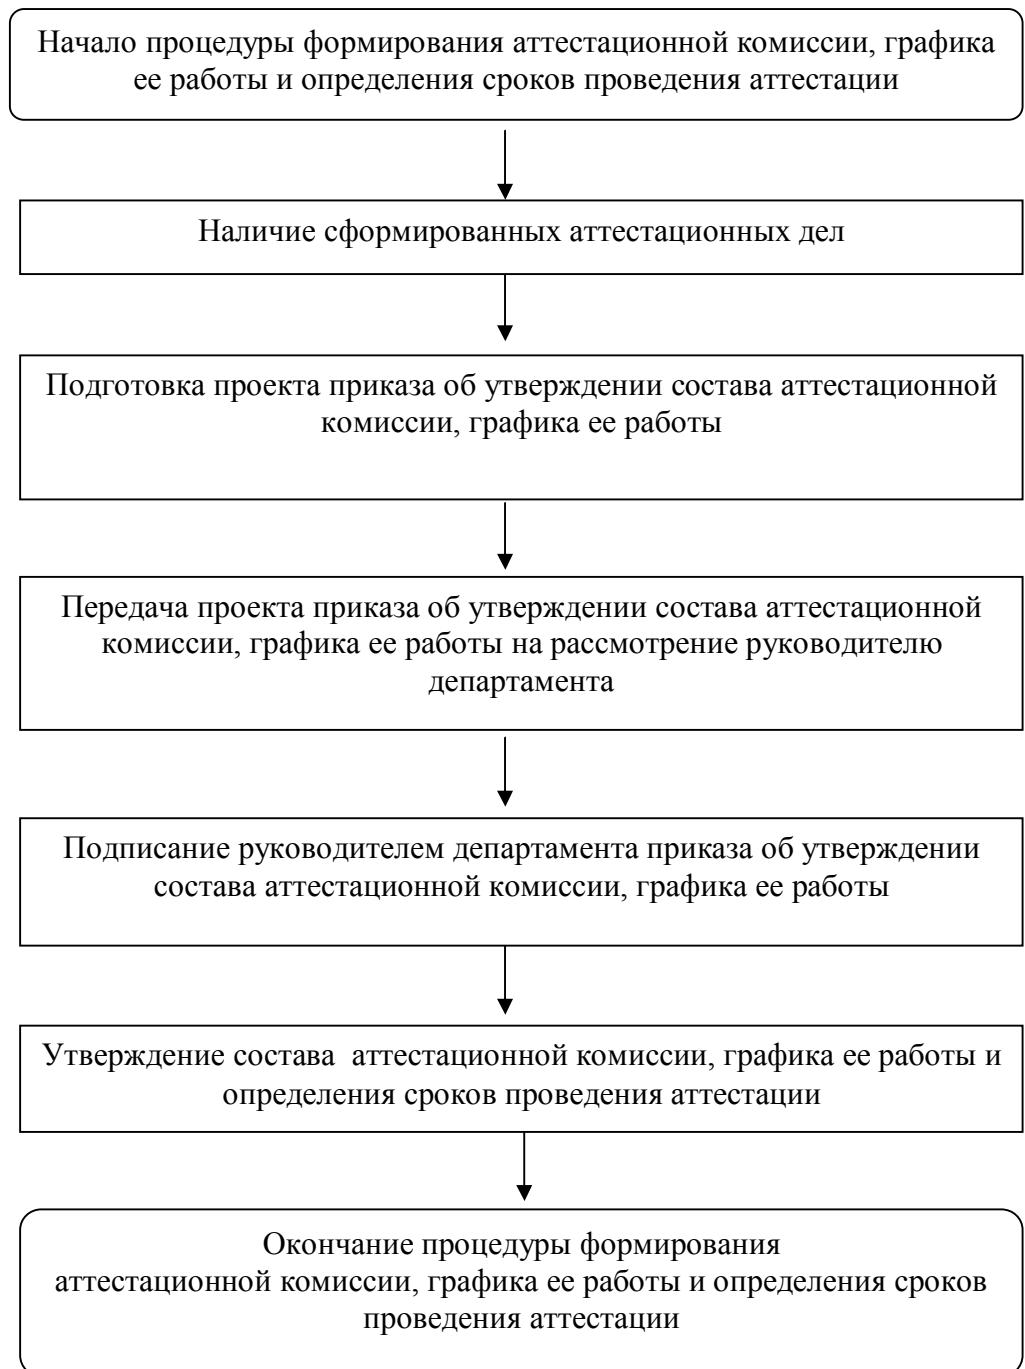 Начало процедуры формирования аттестационной комиссии, графика
ее работы и определения сроков проведения аттестации
Наличие сформированных аттестационных дел
Подготовка проекта приказа об утверждении состава аттестационной
комиссии, графика ее работы
Передача проекта приказа об утверждении состава аттестационной
комиссии, графика ее работы на рассмотрение руководителю
департамента
Подписание руководителем департамента приказа об утверждении
состава аттестационной комиссии, графика ее работы
Утверждение состава  аттестационной комиссии, графика ее работы и
определения сроков проведения аттестации
Окончание процедуры формирования
аттестационной комиссии, графика ее работы и определения сроков
проведения аттестации